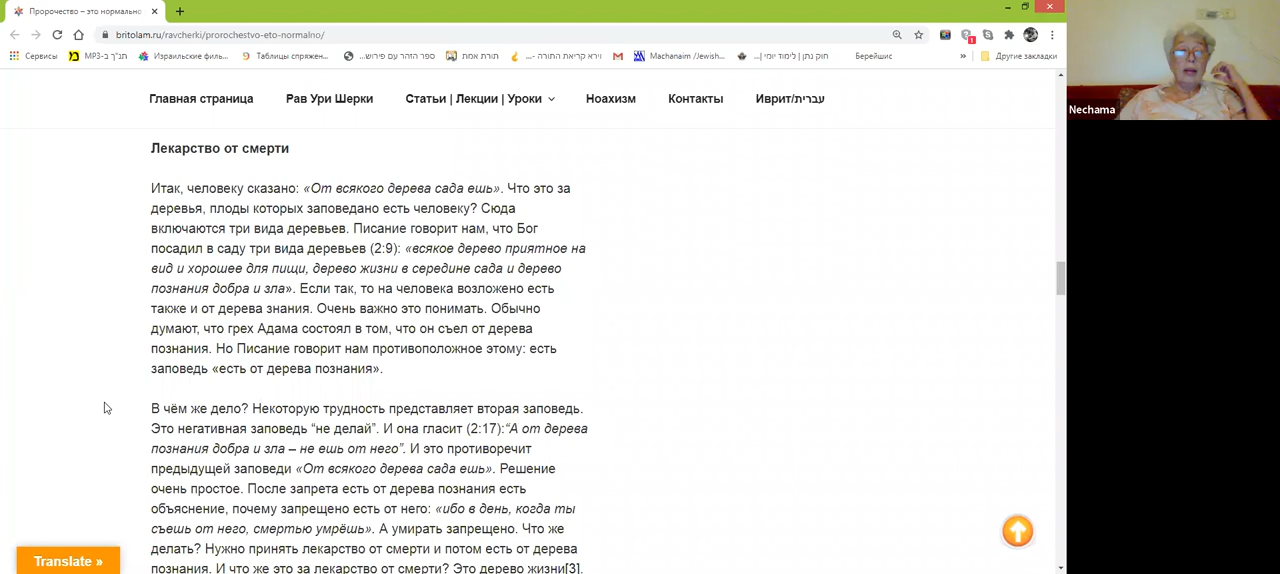 Пророчество – это нормально
britolam.ru/ravcherki/prorochestvo-eto-normalno/
Сервисы
תנ"ך ב-MP3
Израильские фил...
Таблицы спряжен...
ספר הזהר עם פירוש...
תורת אמת
וירא קריאת התורה -...
Machanaim /Jewish...
חוק נתן | לימוד יומי |...
Берейшис
»
Другие закладки
Главная страница
Рав Ури Шерки
Статьи | Лекции | Уроки
Ноахизм
Контакты
Иврит/עברית
Nechama
Лекарство от смерти
Итак, человеку сказано: «От всякого дерева сада ешь». Что это за
деревья, плоды которых заповедано есть человеку? Сюда
включаются три вида деревьев. Писание говорит нам, что Бог
посадил в саду три вида деревьев (2:9): «всякое дерево приятное на
вид и хорошее для пищи, дерево жизни в середине сада и дерево
познания добра и зла». Если так, то на человека возложено есть
также и от дерева знания. Очень важно это понимать. Обычно
думают, что грех Адама состоял в том, что он съел от дерева
познания. Но Писание говорит нам противоположное этому: есть
заповедь «есть от дерева познания».
В чём же дело? Некоторую трудность представляет вторая заповедь.
Это негативная заповедь “не делай”. И она гласит (2:17):“А от дерева
познания добра и зла – не ешь от него”. И это противоречит
предыдущей заповеди «От всякого дерева сада ешь». Решение
очень простое. После запрета есть от дерева познания есть
объяснение, почему запрещено есть от него: «ибо в день, когда ты
съешь от него, смертью умрёшь». А умирать запрещено. Что же
делать? Нужно принять лекарство от смерти и потом есть от дерева
познания. И что же это за лекарство от смерти? Это дерево жизни[3].
Translate »